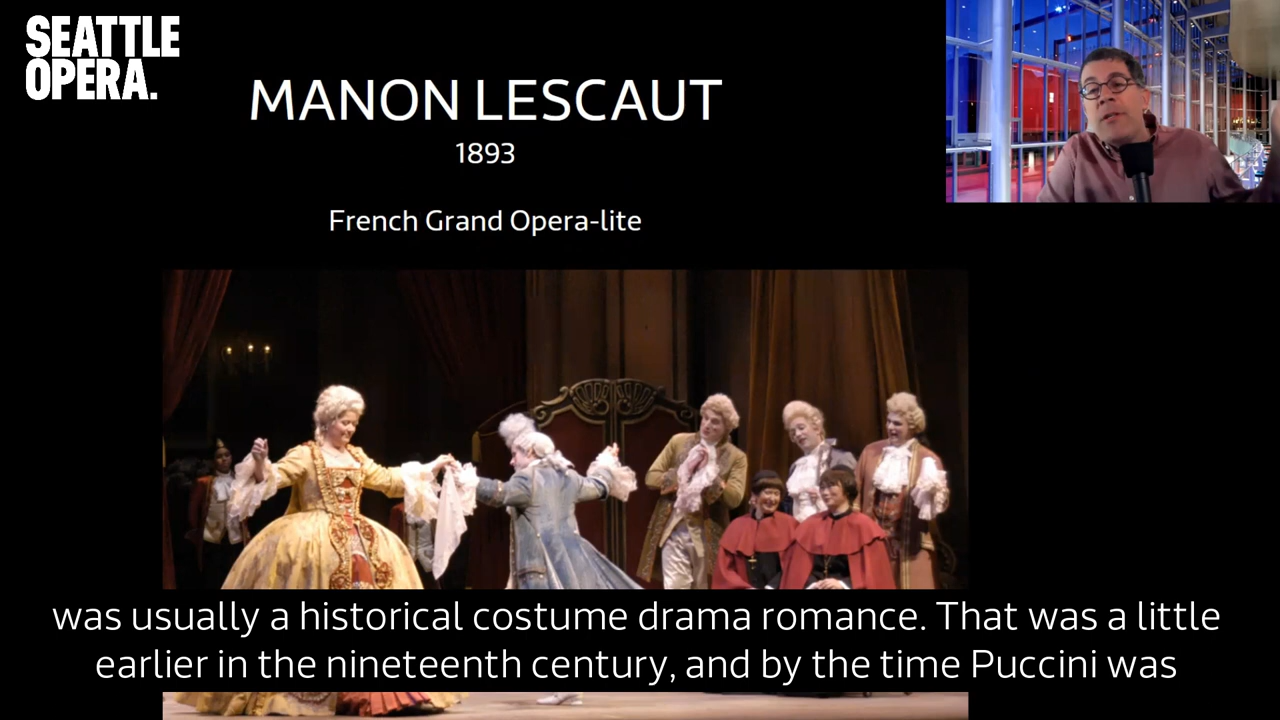 SEATTLE
OPERA.
MANON LESCAUT
1893
French Grand Opera-lite
was usually a historical costume drama romance. That was a little
earlier in the nineteenth century, and by the time Puccini was